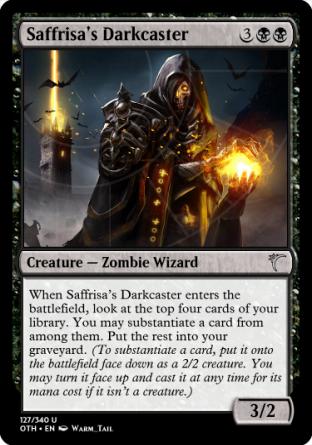 Saffrisa's Darkcaster 3
Creature — Zombie Wizard
When Saffrisa's Darkcaster enters the
battlefield, look at the top four cards of your
library. You may substantiate a card from
among them. Put the rest into your
graveyard. (To substantiate a card, put it onto
the battlefield face down as a 2/2 creature. You
may turn it face up and cast it at any time for its
mana cost if it isn't a creature.)
3/2
127/340 U
OTH • EN Warm_Tail